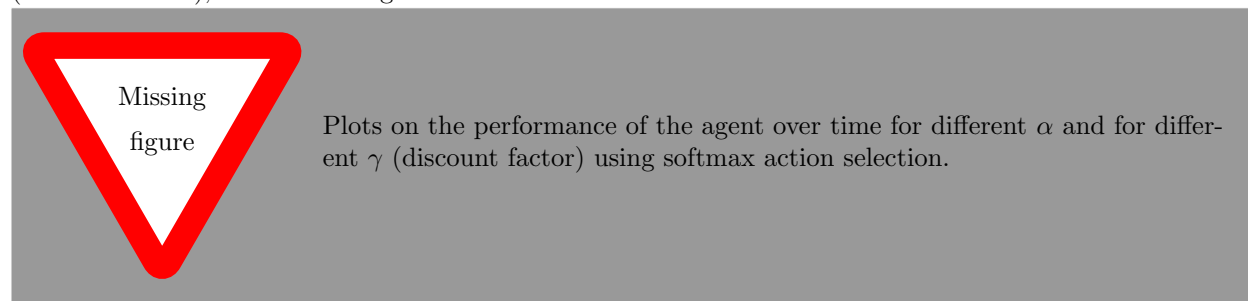 Missing
figure
Plots on the performance of the agent over time for different α and for differ-
ent γ (discount factor) using softmax action selection.